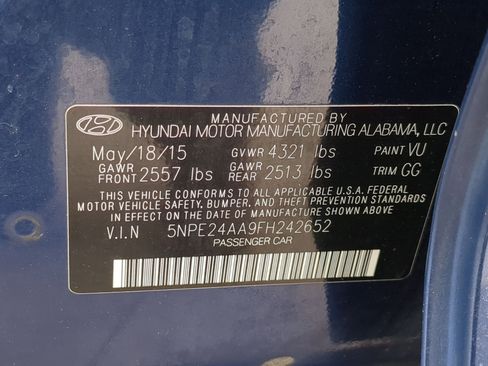 MANUFACTURED BY
HYUNDAI MOTOR MANUFACTURING ALABAMA, LLC
May/18/15 GVWR 4321 lbs PAINT VU
GAWR FRONT 2557 lbs GAWR REAR 2513 lbs TRIM GG
THIS VEHICLE CONFORMS TO ALL APPLICABLE U.S.A. FEDERAL
MOTOR VEHICLE SAFETY, BUMPER, AND THEFT PREVENTION
STANDARDS IN EFFECT ON THE DATE OF MANUFACTURE SHOWN ABOVE.
V.I.N 5NPE24AA9FH242652
PASSENGER CAR